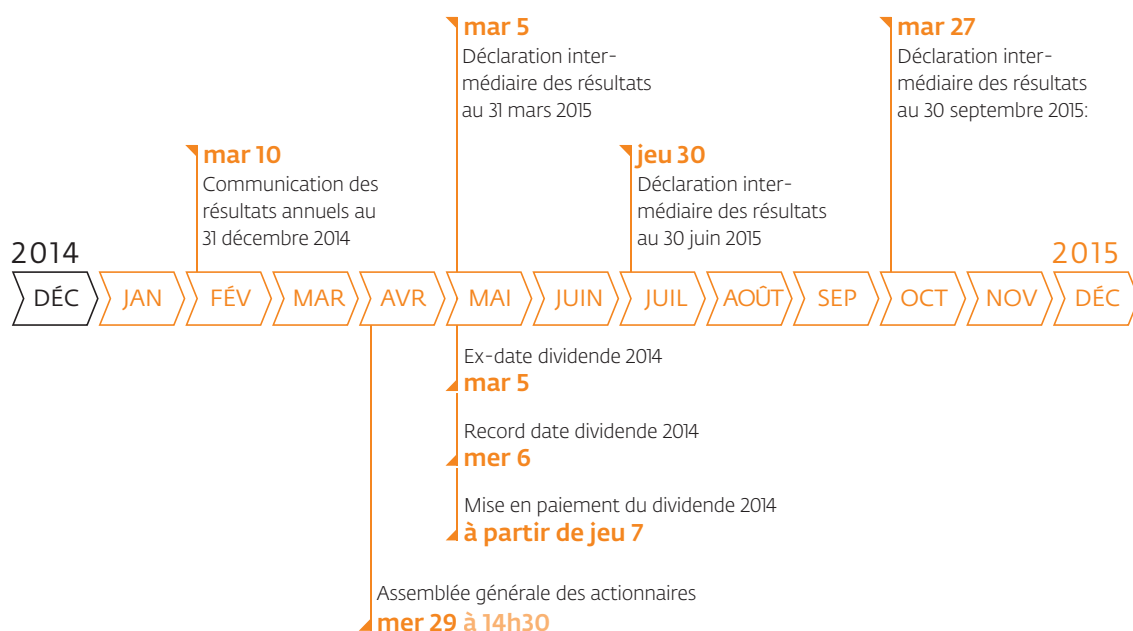 mar 5
Déclaration inter-
médiaire des résultats
au 31 mars 2015
mar 27
Déclaration inter-
médiaire des résultats
au 30 septembre 2015:
mar 10
Communication des
résultats annuels au
31 décembre 2014
jeu 30
Déclaration inter-
médiaire des résultats
au 30 juin 2015
2014
2015
DÉC JAN FÉV MAR AVR MAI JUIN JUIL AOÛT SEP OCT NOV DÉC
Ex-date dividende 2014
mar 5
Record date dividende 2014
mer 6
Mise en paiement du dividende 2014
à partir de jeu 7
Assemblée générale des actionnaires
mer 29 à 14h30